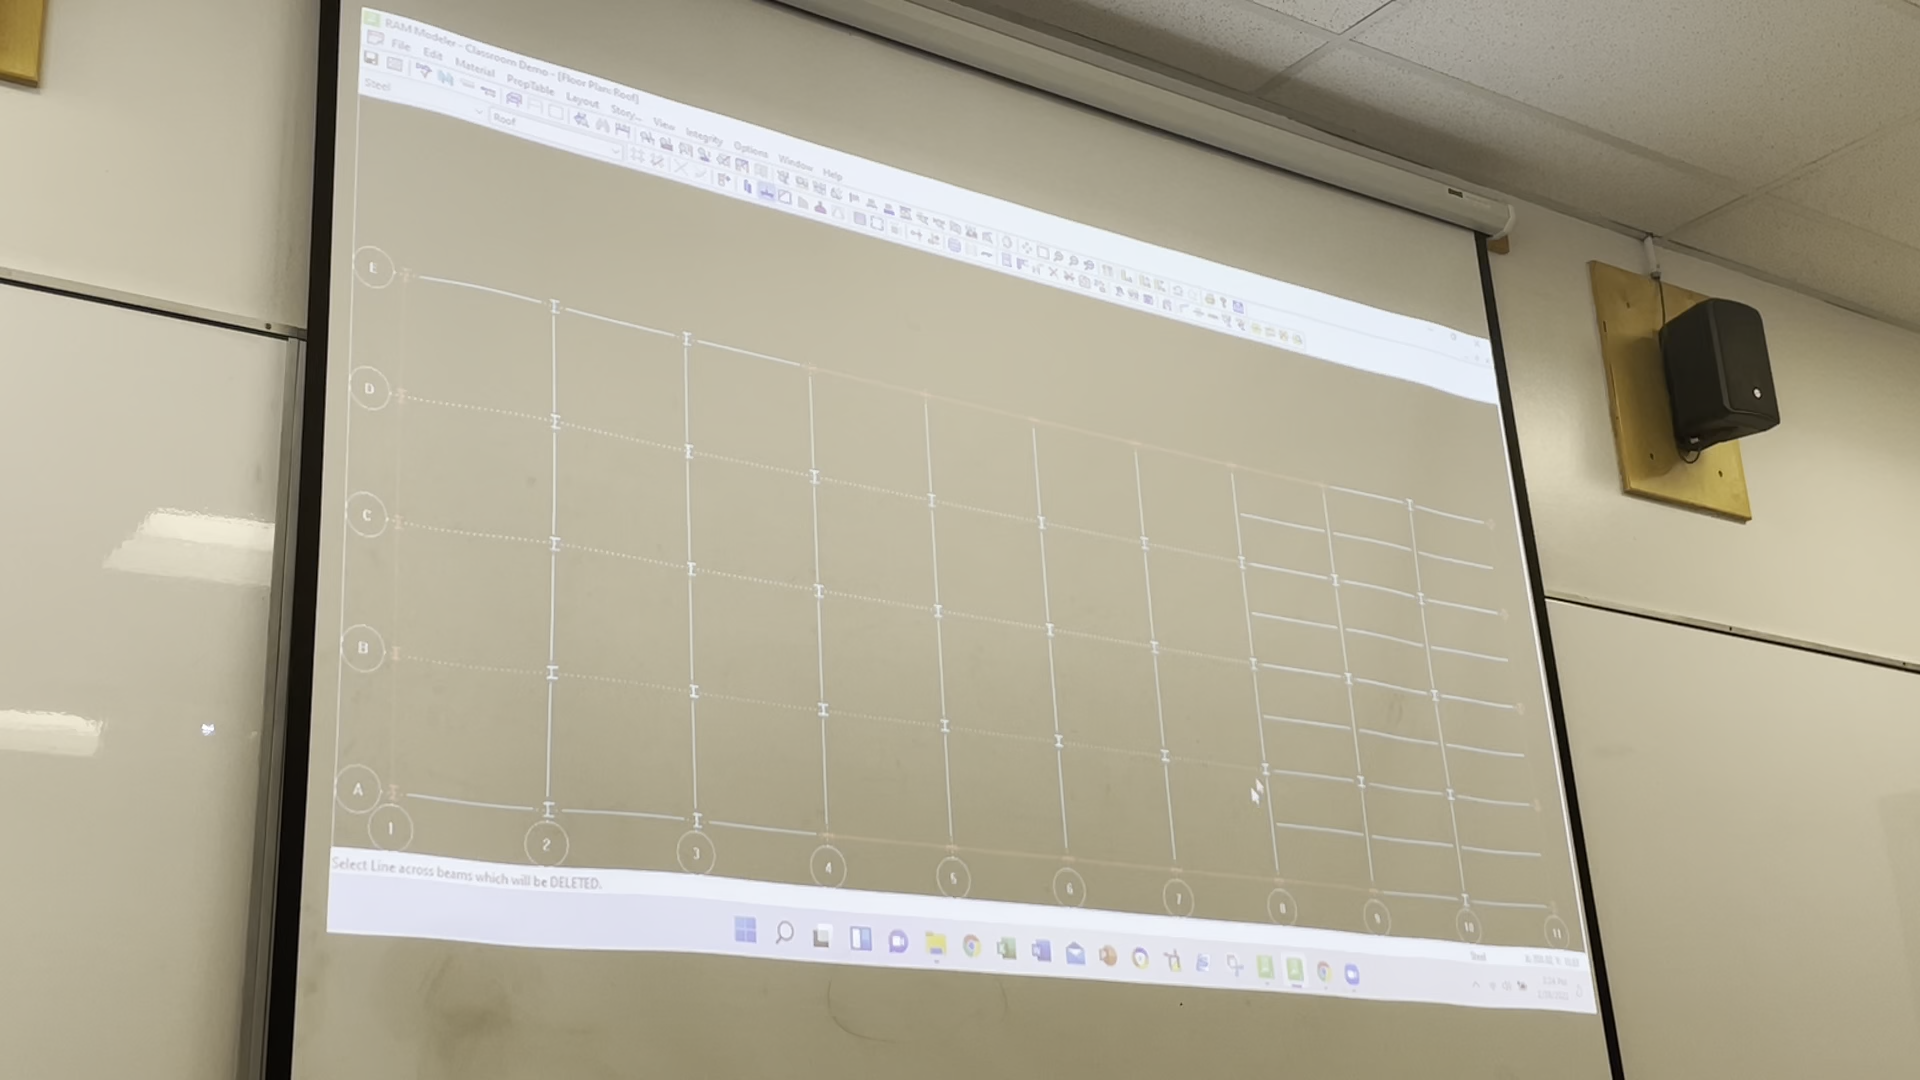 RAM Modeler - Classroom Demo - [Floor Plan: Roof]
File Edit Material PropTable Layout Story... View Integrity Options Window Help
Steel
Roof
E
D
C
B
A
1 2 3 4 5 6 7 8 9 10 11
Select Line across beams which will be DELETED.
Steel